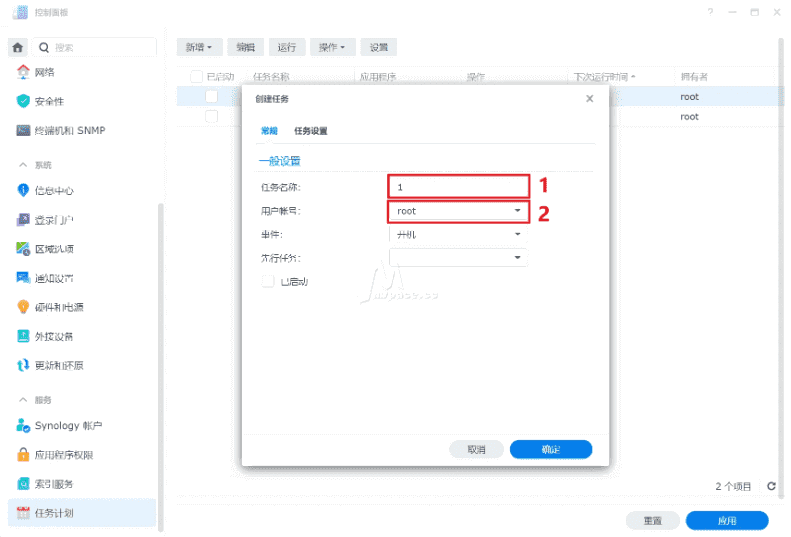 控制面板
搜索
新增 编辑 运行 操作 设置
已启动 任务名称 应用程序 操作 下次运行时间 拥有者
root
root
网络
安全性
终端机和 SNMP
系统
信息中心
登录门户
区域选项
通知设置
硬件和电源
外接设备
更新和还原
服务
Synology 帐户
应用程序权限
索引服务
任务计划
创建任务
常规 任务设置
一般设置
任务名称: 1 1
用户帐号: root 2
事件: 开机
先行任务:
已启动
取消 确定
2 个项目
重置 应用